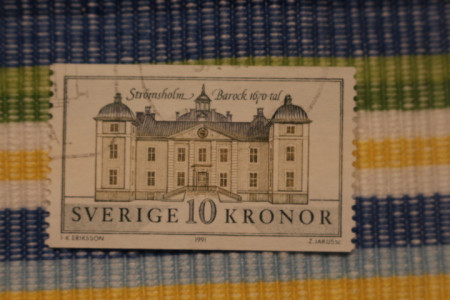 Strömsholm Barock 1670-tal
SVERIGE 10 KRONOR
1991